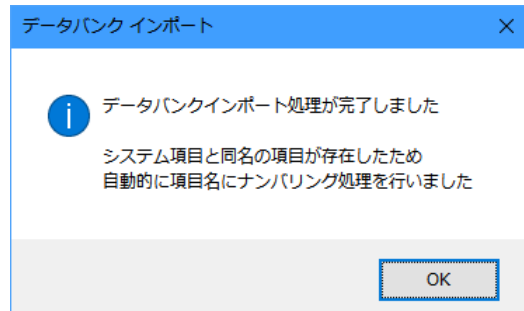 データバンク インポート
データバンクインポート処理が完了しました
システム項目と同名の項目が存在したため
自動的に項目名にナンバリング処理を行いました
OK